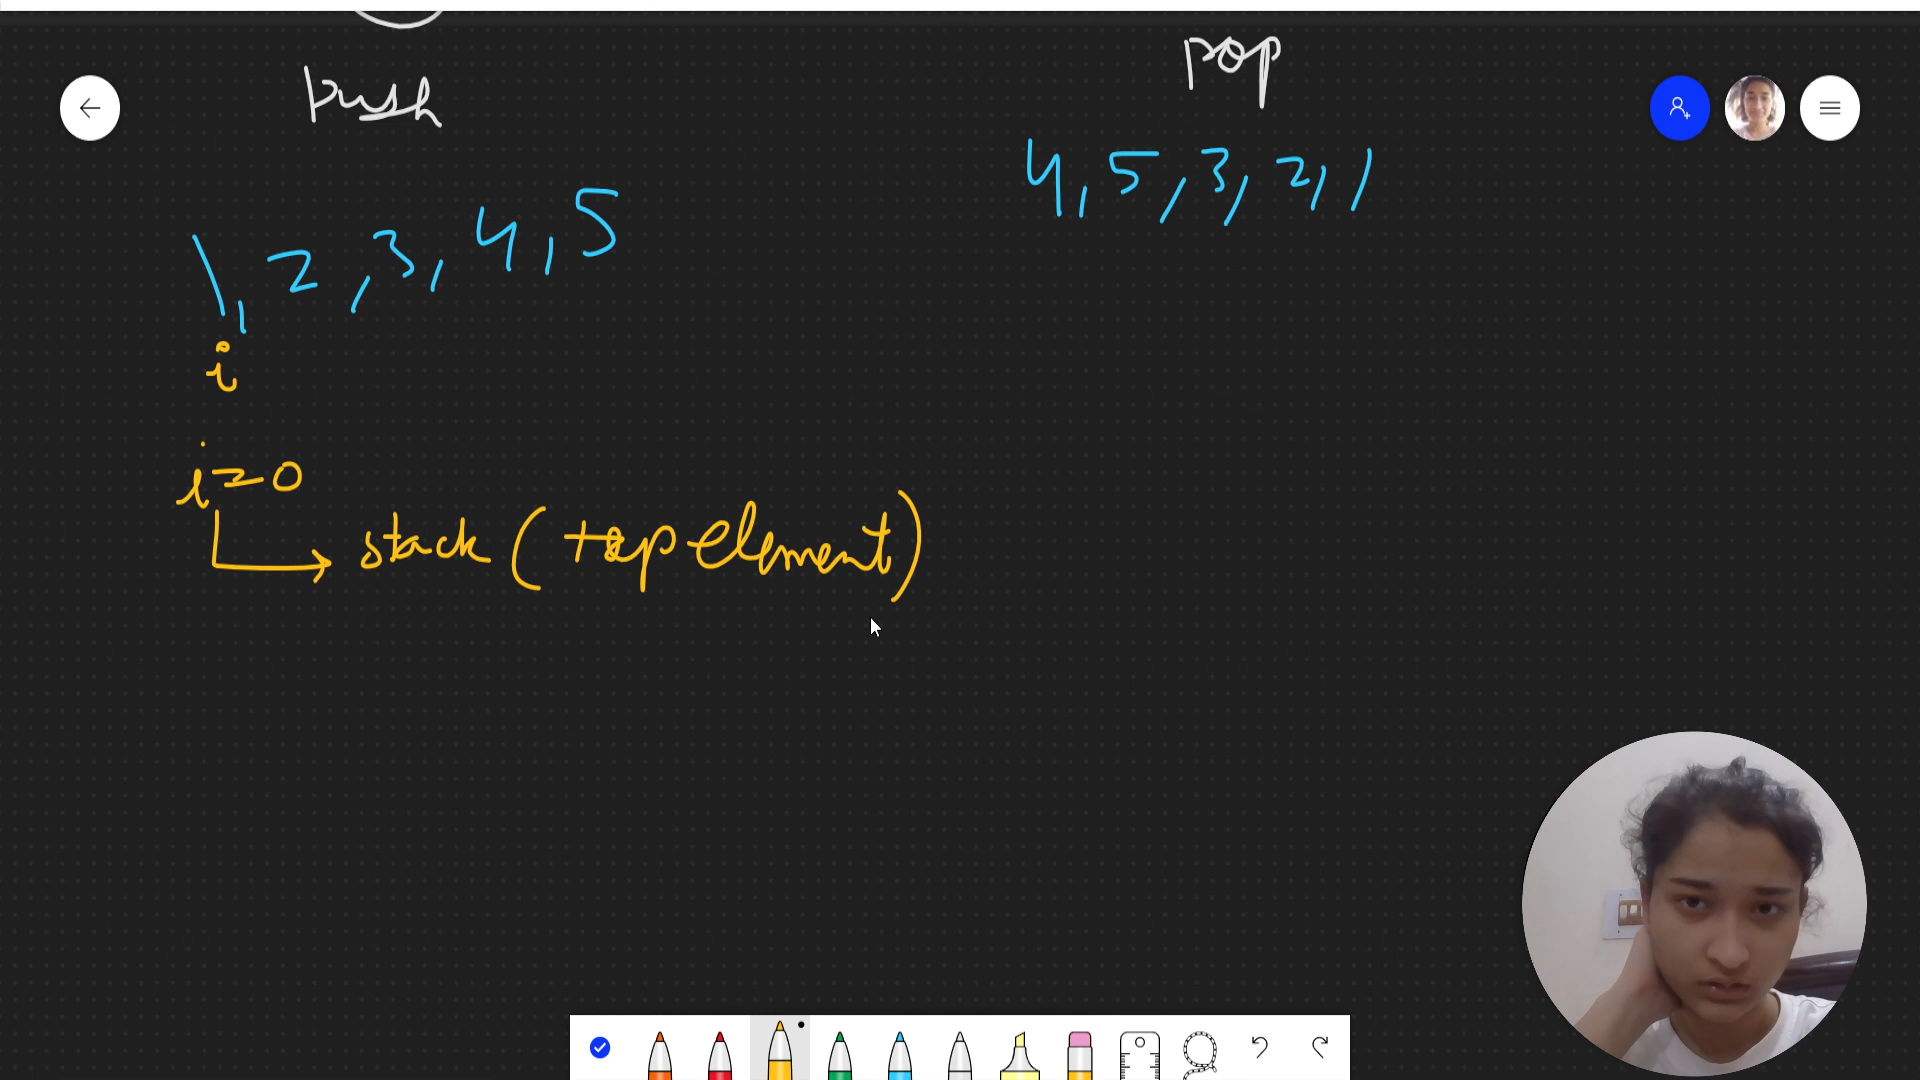 push
pop
4, 5, 3, 2, 1
1, 2, 3, 4, 5
i
i = 0
stack (top element)